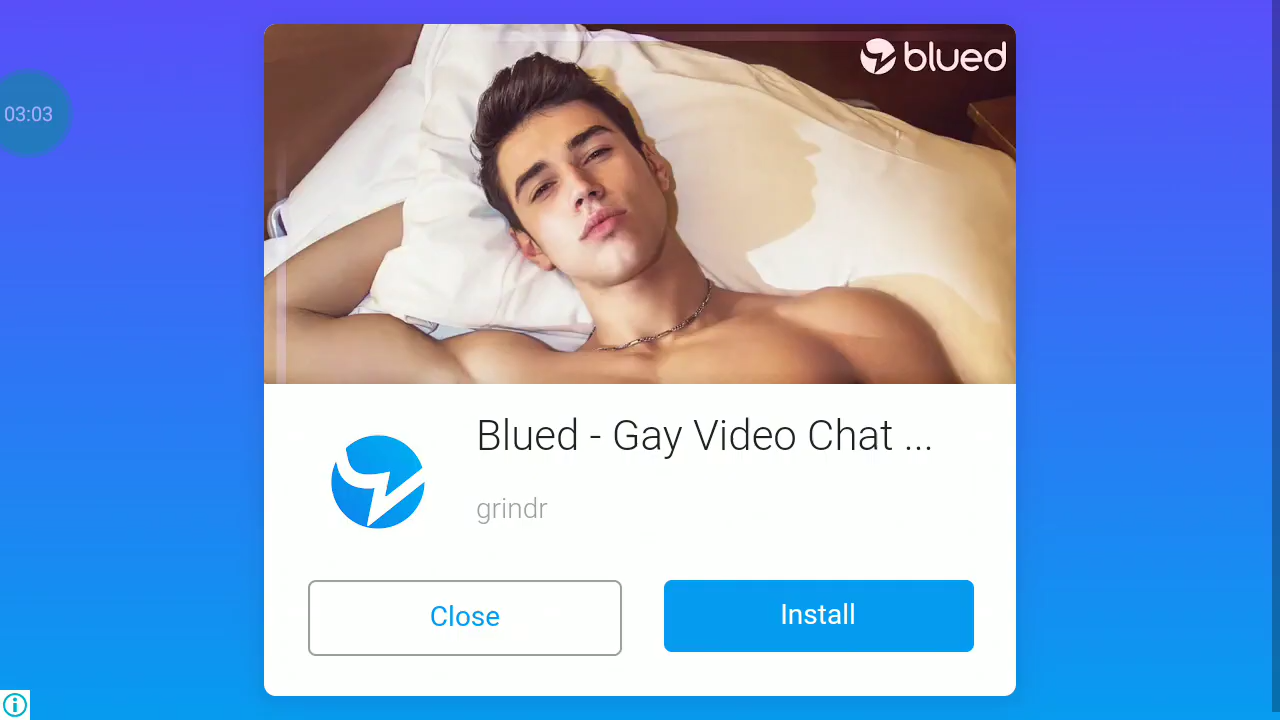 blued
03:03
Blued - Gay Video Chat ...
grindr
Close
Install